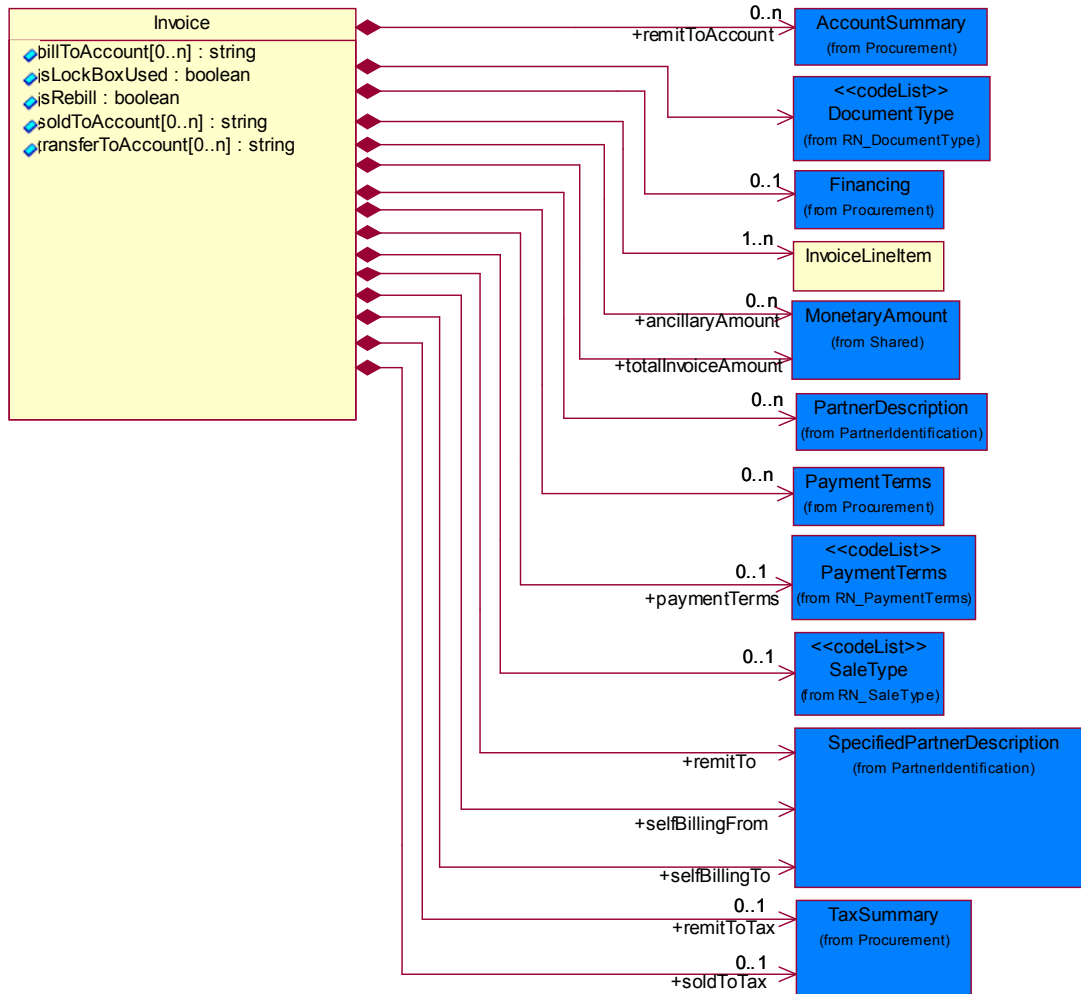 Invoice
billToAccount[0..n] : string
isLockBoxUsed : boolean
isRebill : boolean
soldToAccount[0..n] : string
transferToAccount[0..n] : string
0..n
+remitToAccount
AccountSummary
(from Procurement)
<<codeList>>
DocumentType
(from RN_DocumentType)
0..1
Financing
(from Procurement)
1..n
InvoiceLineItem
0..n
+ancillaryAmount
MonetaryAmount
(from Shared)
+totalInvoiceAmount
0..n
PartnerDescription
(from PartnerIdentification)
0..n
PaymentTerms
(from Procurement)
<<codeList>>
0..1
PaymentTerms
+paymentTerms
(from RN_PaymentTerms)
<<codeList>>
0..1
SaleType
(from RN_SaleType)
SpecifiedPartnerDescription
+remitTo
(from PartnerIdentification)
+selfBillingFrom
+selfBillingTo
0..1
+remitToTax
TaxSummary
(from Procurement)
0..1
+soldToTax